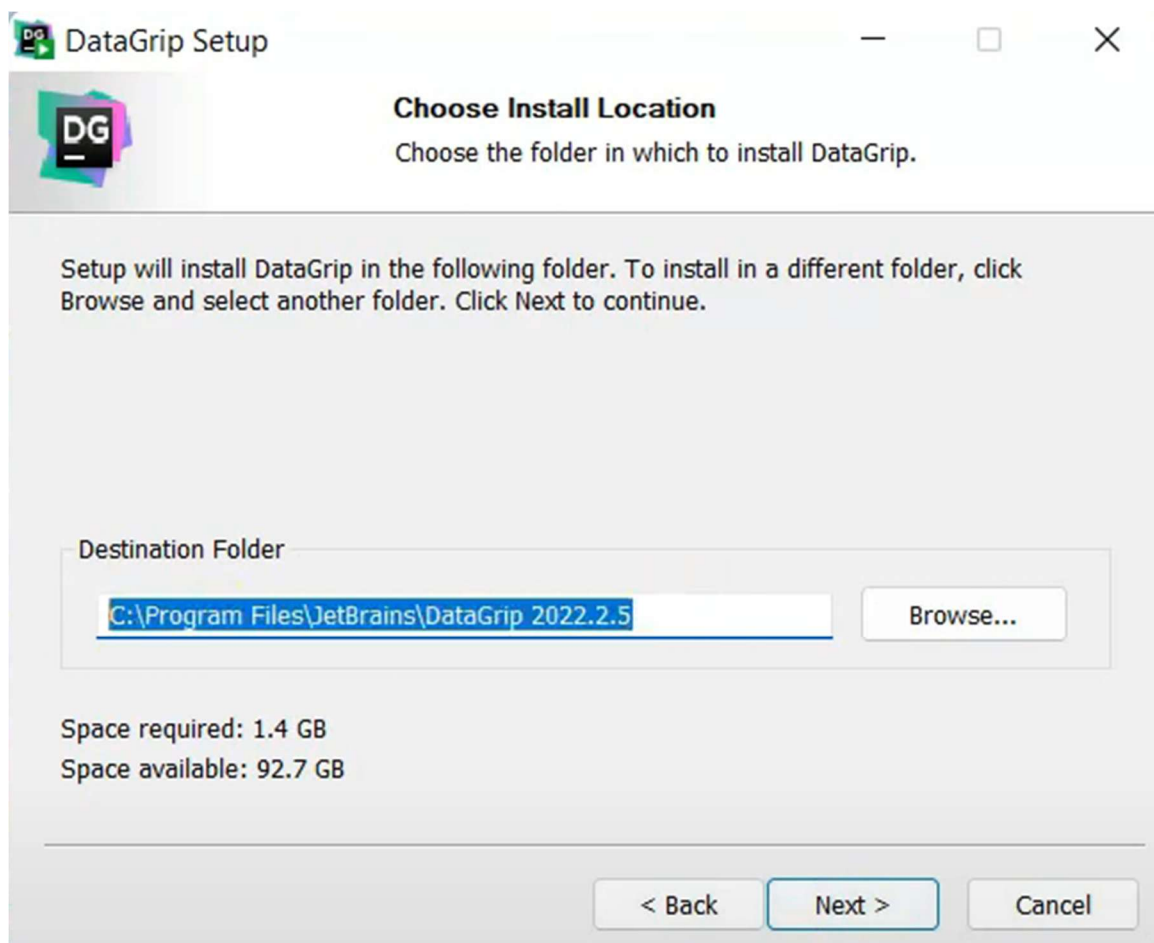 DG DataGrip Setup
DG
Choose Install Location
Choose the folder in which to install DataGrip.
Setup will install DataGrip in the following folder. To install in a different folder, click
Browse and select another folder. Click Next to continue.
Destination Folder
C:\Program Files\JetBrains\DataGrip 2022.2.5
Browse...
Space required: 1.4 GB
Space available: 92.7 GB
< Back Next > Cancel